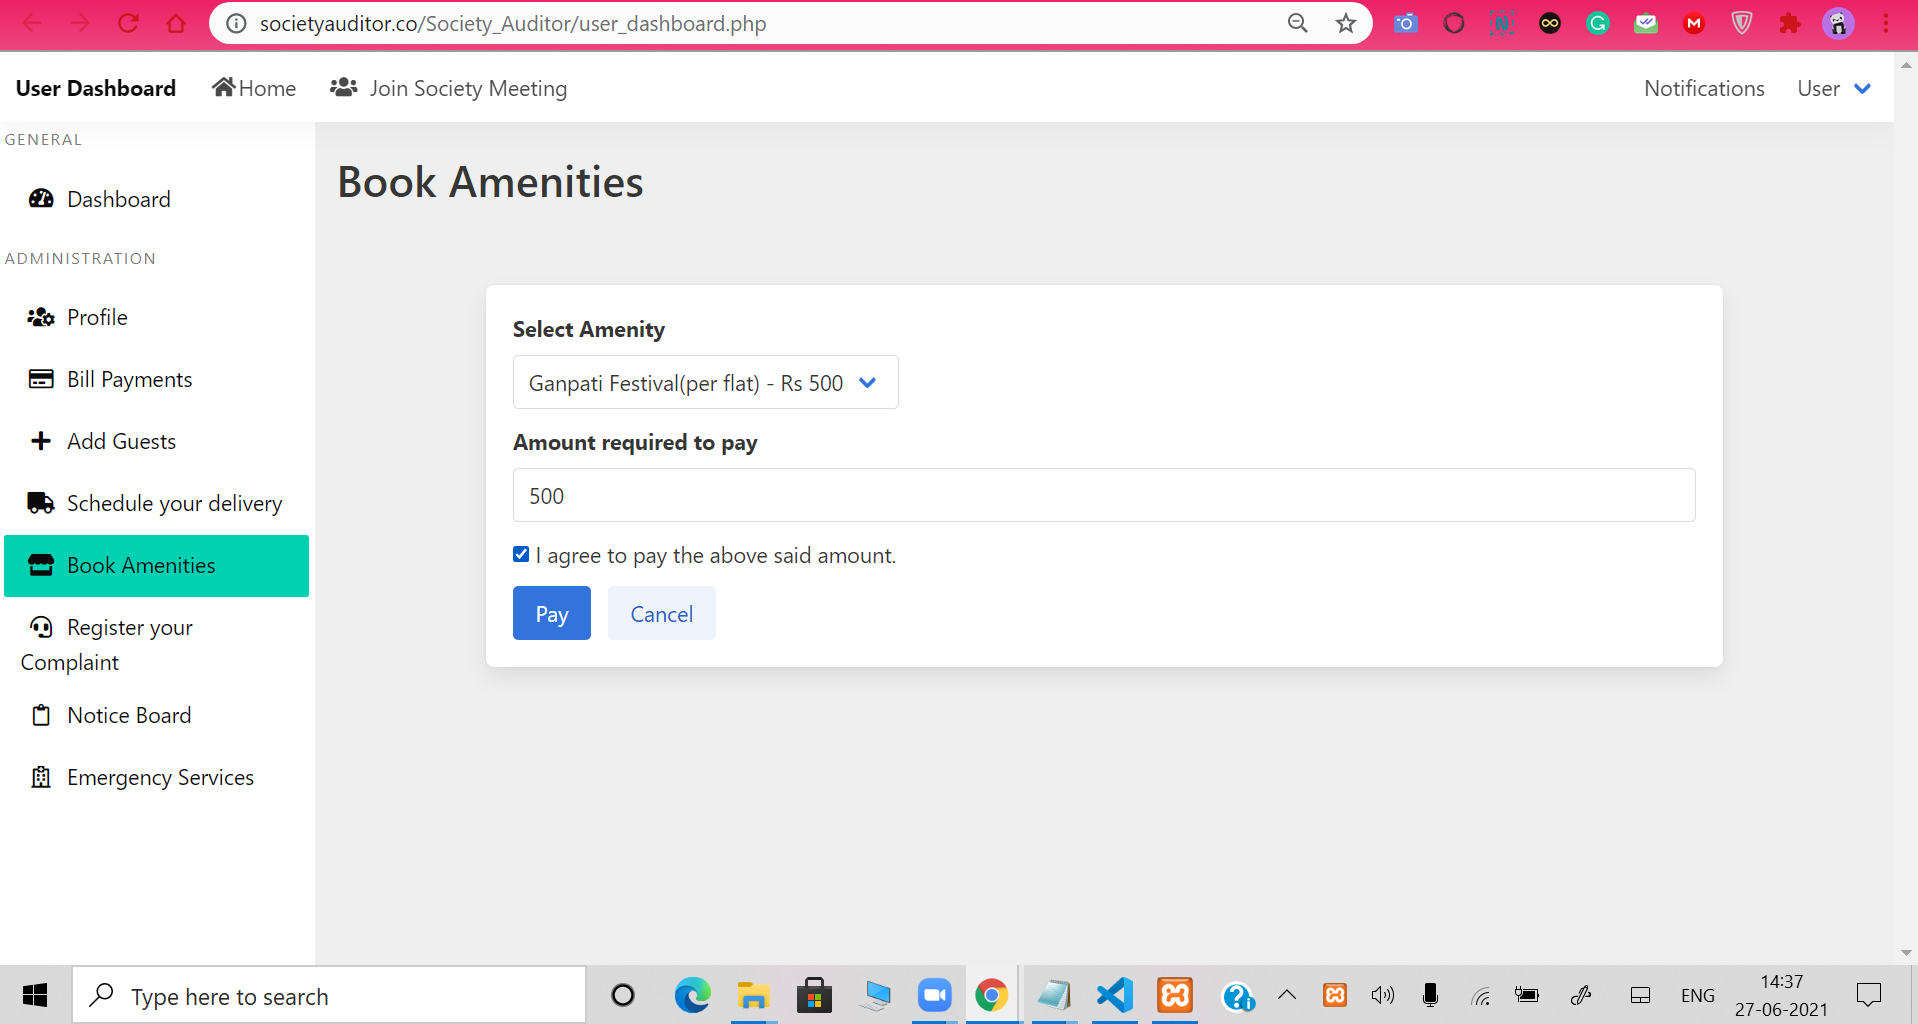 societyauditor.co/Society_Auditor/user_dashboard.php
User Dashboard Home Join Society Meeting Notifications User
GENERAL
Dashboard
ADMINISTRATION
Profile
Bill Payments
Add Guests
Schedule your delivery
Book Amenities
Register your
Complaint
Notice Board
Emergency Services
Book Amenities
Select Amenity
Ganpati Festival(per flat) - Rs 500
Amount required to pay
500
I agree to pay the above said amount.
Pay Cancel
Type here to search
ENG
14:37
27-06-2021